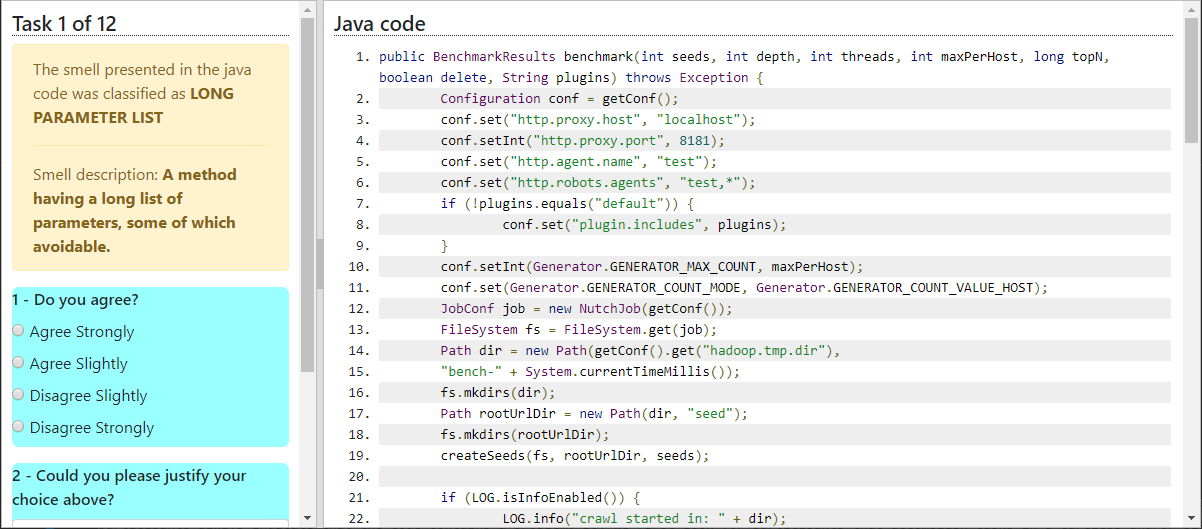 Task 1 of 12
The smell presented in the java
code was classified as LONG
PARAMETER LIST
Smell description: A method
having a long list of
parameters, some of which
avoidable.
1 - Do you agree?
Agree Strongly
Agree Slightly
Disagree Slightly
Disagree Strongly
2 - Could you please justify your
choice above?
Java code
1. public BenchmarkResults benchmark(int seeds, int depth, int threads, int maxPerHost, long topN,
boolean delete, String plugins) throws Exception {
2. Configuration conf = getConf();
3. conf.set("http.proxy.host", "localhost");
4. conf.setInt("http.proxy.port", 8181);
5. conf.set("http.agent.name", "test");
6. conf.set("http.robots.agents", "test,*");
7. if (!plugins.equals("default")) {
8. conf.set("plugin.includes", plugins);
9. }
10. conf.setInt(Generator.GENERATOR_MAX_COUNT, maxPerHost);
11. conf.set(Generator.GENERATOR_COUNT_MODE, Generator.GENERATOR_COUNT_VALUE_HOST);
12. JobConf job = new NutchJob(getConf());
13. FileSystem fs = FileSystem.get(job);
14. Path dir = new Path(getConf().get("hadoop.tmp.dir"),
15. "bench-" + System.currentTimeMillis());
16. fs.mkdirs(dir);
17. Path rootUrlDir = new Path(dir, "seed");
18. fs.mkdirs(rootUrlDir);
19. createSeeds(fs, rootUrlDir, seeds);
20.
21. if (LOG.isInfoEnabled()) {
22. LOG.info("crawl started in: " + dir);